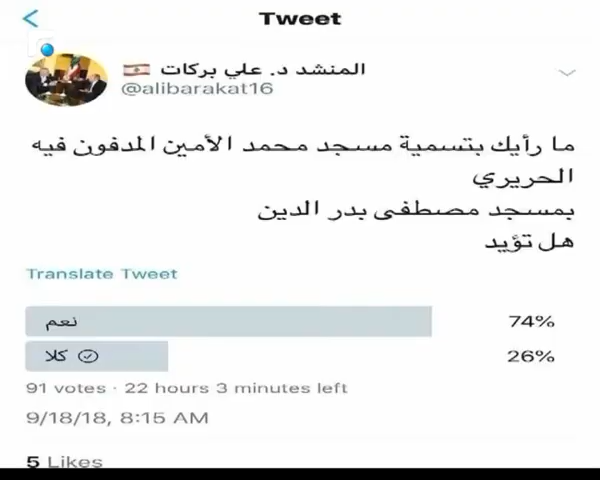 Tweet
المنشد د. علي بركات
@alibarakat16
ما رأيك بتسمية مسجد محمد الأمين المدفون فيه
الحريري
بمسجد مصطفى بدر الدين
هل تؤيد
Translate Tweet
نعم 74%
كلا 26%
91 votes · 22 hours 3 minutes left
9/18/18, 8:15 AM
5 Likes